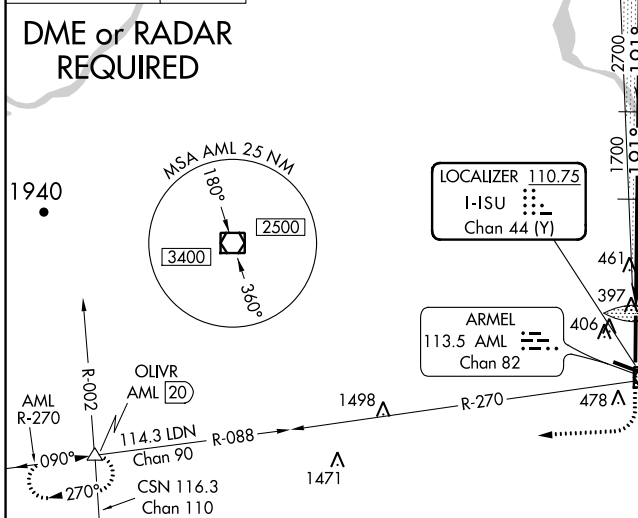 DME or RADAR
REQUIRED
2700
191°
1700
191°
MSA AML 25 NM
180°
2500
3400
360°
1940
LOCALIZER 110.75
I-ISU
Chan 44 (Y)
461
397
406
ARMEL
113.5 AML
Chan 82
478
R-002
OLIVR
AML 20
AML
R-270
114.3 LDN
Chan 90
R-088
1498
R-270
1471
090°
270°
CSN 116.3
Chan 110